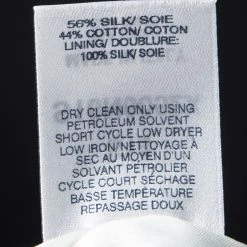 56% SILK/SOIE
44% COTTON/COTON
LINING/DOUBLURE:
100% SILK/SOIE
DRY CLEAN ONLY USING
PETROLEUM SOLVENT
SHORT CYCLE LOW DRYER
LOW IRON/NETTOYAGE À
SEC AU MOYEN D'UN
SOLVANT PETROLIER
CYCLE COURT SÉCHAGE
BASSE TEMPÉRATURE
REPASSAGE DOUX